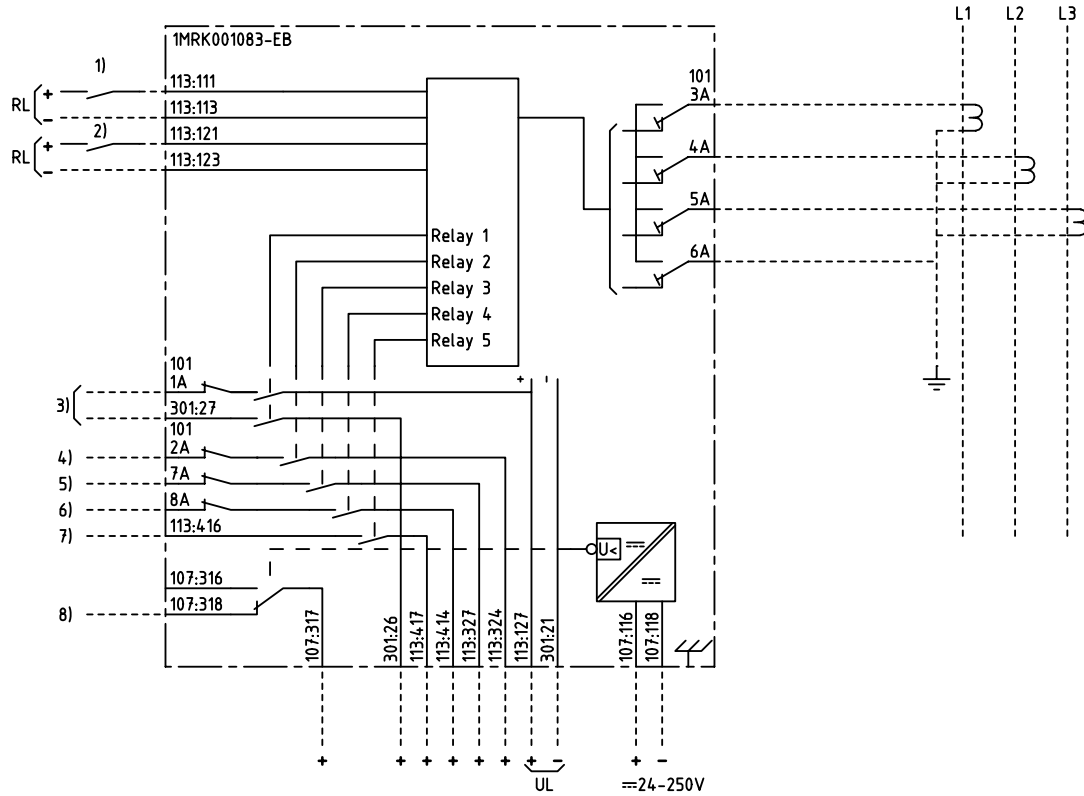 L1 L2 L3
1MRK001083-EB
1)
RL + 113:111
- 113:113
2)
RL + 113:121
- 113:123
101
3A
4A
5A
6A
Relay 1
Relay 2
Relay 3
Relay 4
Relay 5
101
1A
3)
301:27
101
4) 2A
5) 7A
6) 8A
7) 113:416
107:316
8) 107:318
+ -
U<
107:317
301:26
113:417
113:414
113:327
113:324
113:127
301:21
107:116
107:118
+ + + + + + + - + -
UL
24-250V